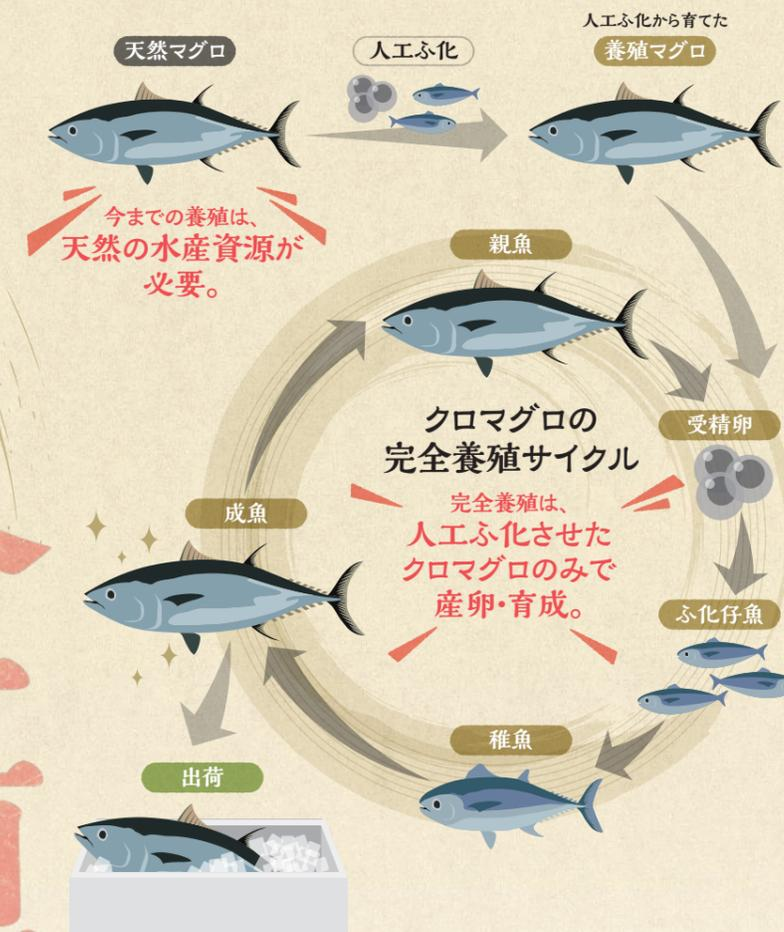 人工ふ化から育てた
天然マグロ
人工ふ化
養殖マグロ
今までの養殖は、
天然の水産資源が
必要。
親魚
受精卵
クロマグロの
完全養殖サイクル
完全養殖は、
人工ふ化させた
クロマグロのみで
産卵・育成。
成魚
ふ化仔魚
稚魚
出荷